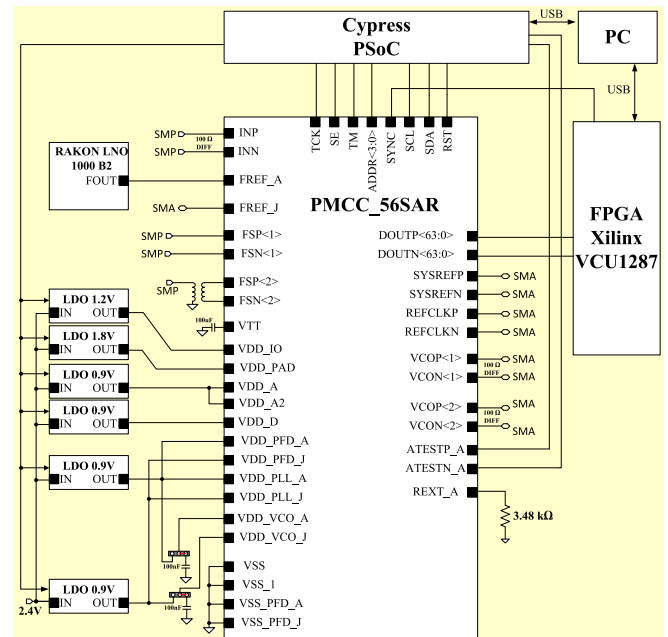 Cypress
PSoC
USB
PC
USB
TCK
SE
TM
ADDR<3:0>
SYNC
SCL
SDA
RST
PMCC_56SAR
FPGA
Xilinx
VCU1287
SMP
100 Ω
DIFF
SMP
INP
INN
RAKON LNO
1000 B2
FOUT
FREF_A
SMA
FREF_J
SMP
FSP<1>
SMP
FSN<1>
SMP
FSP<2>
FSN<2>
100uF
VTT
LDO 1.2V
IN OUT
LDO 1.8V
IN OUT
LDO 0.9V
IN OUT
LDO 0.9V
IN OUT
LDO 0.9V
IN OUT
LDO 0.9V
IN OUT
2.4V
VDD_IO
VDD_PAD
VDD_A
VDD_A2
VDD_D
VDD_PFD_A
VDD_PFD_J
VDD_PLL_A
VDD_PLL_J
VDD_VCO_A
VDD_VCO_J
100nF
100nF
VSS
VSS_1
VSS_PFD_A
VSS_PFD_J
DOUTP<63:0>
DOUTN<63:0>
SYSREFP
SMA
SYSREFN
SMA
REFCLKP
SMA
REFCLKN
SMA
VCOP<1>
SMA
100 Ω
DIFF
VCON<1>
SMA
VCOP<2>
SMA
100 Ω
DIFF
VCON<2>
SMA
ATESTP_A
ATESTN_A
REXT_A
3.48 kΩ